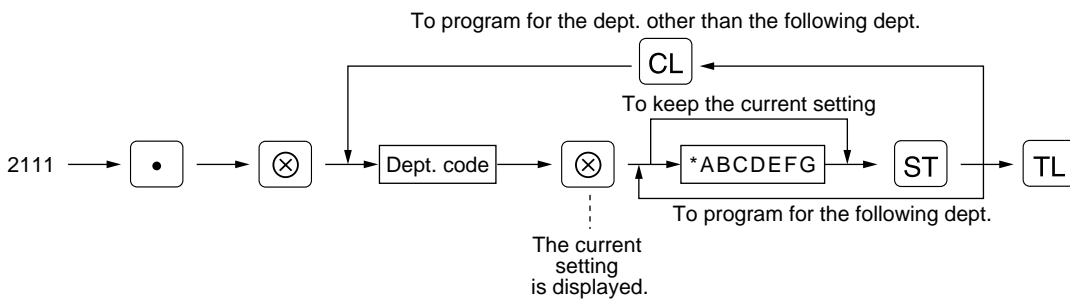 To program for the dept. other than the following dept.
CL
To keep the current setting
2111 • ⊗ Dept. code ⊗ *ABCDEFG ST TL
To program for the following dept.
The current
setting
is displayed.